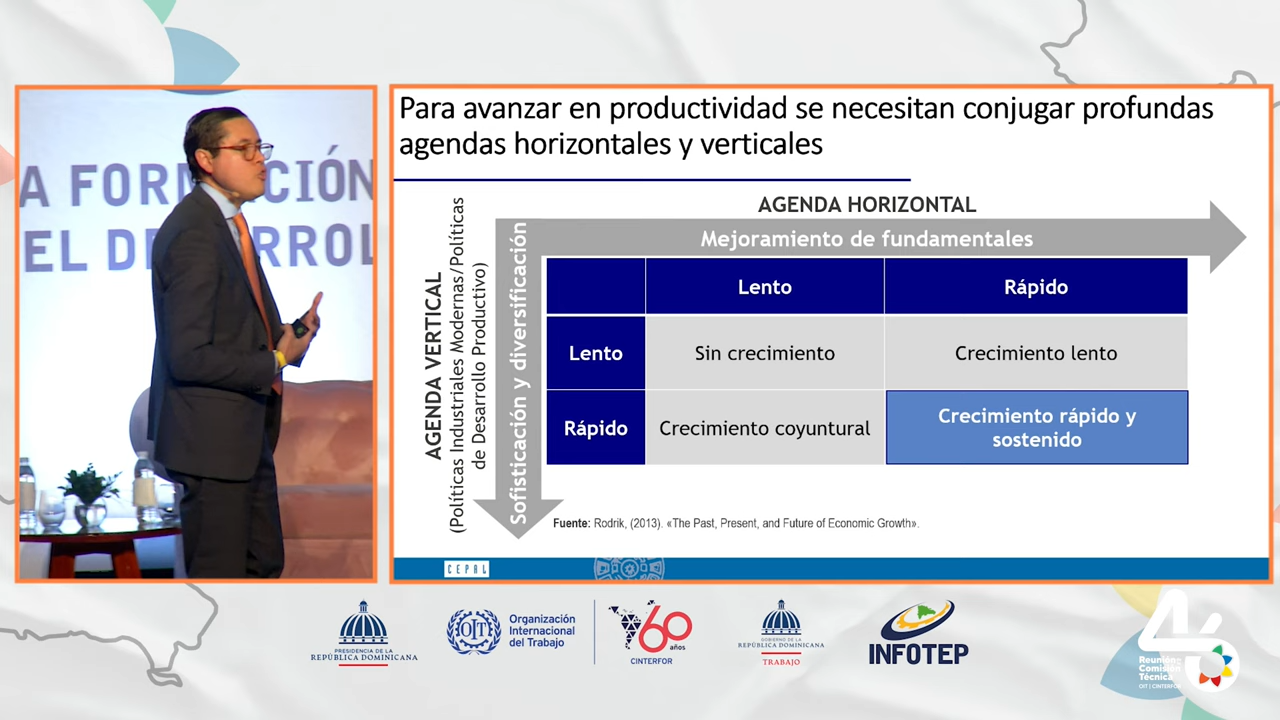 A FORMACIÓN
EL DESARROL
Para avanzar en productividad se necesitan conjugar profundas
agendas horizontales y verticales
AGENDA HORIZONTAL
Mejoramiento de fundamentales
AGENDA VERTICAL
(Políticas Industriales Modernas/Políticas
de Desarrollo Productivo)
Sofisticación y diversificación
Lento
Rápido
Lento
Sin crecimiento
Crecimiento lento
Rápido
Crecimiento coyuntural
Crecimiento rápido y
sostenido
Fuente: Rodrik, (2013). «The Past, Present, and Future of Economic Growth».
CEPAL
PRESIDENCIA DE LA
REPÚBLICA DOMINICANA
OIT
Organización
Internacional
del Trabajo
60
años
CINTERFOR
GOBIERNO DE LA
REPÚBLICA DOMINICANA
TRABAJO
INFOTEP
46
Reunión
Comisión
Técnica
OIT | CINTERFOR